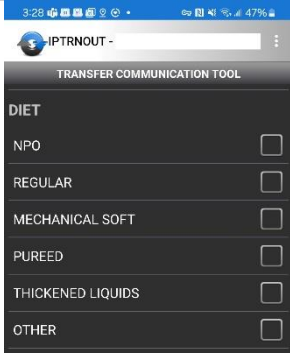 3:28
47%
IPTRNOUT -
TRANSFER COMMUNICATION TOOL
DIET
NPO
REGULAR
MECHANICAL SOFT
PUREED
THICKENED LIQUIDS
OTHER